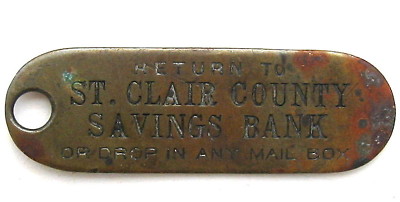 RETURN TO
ST. CLAIR COUNTY
SAVINGS BANK
OR DROP IN ANY MAIL BOX